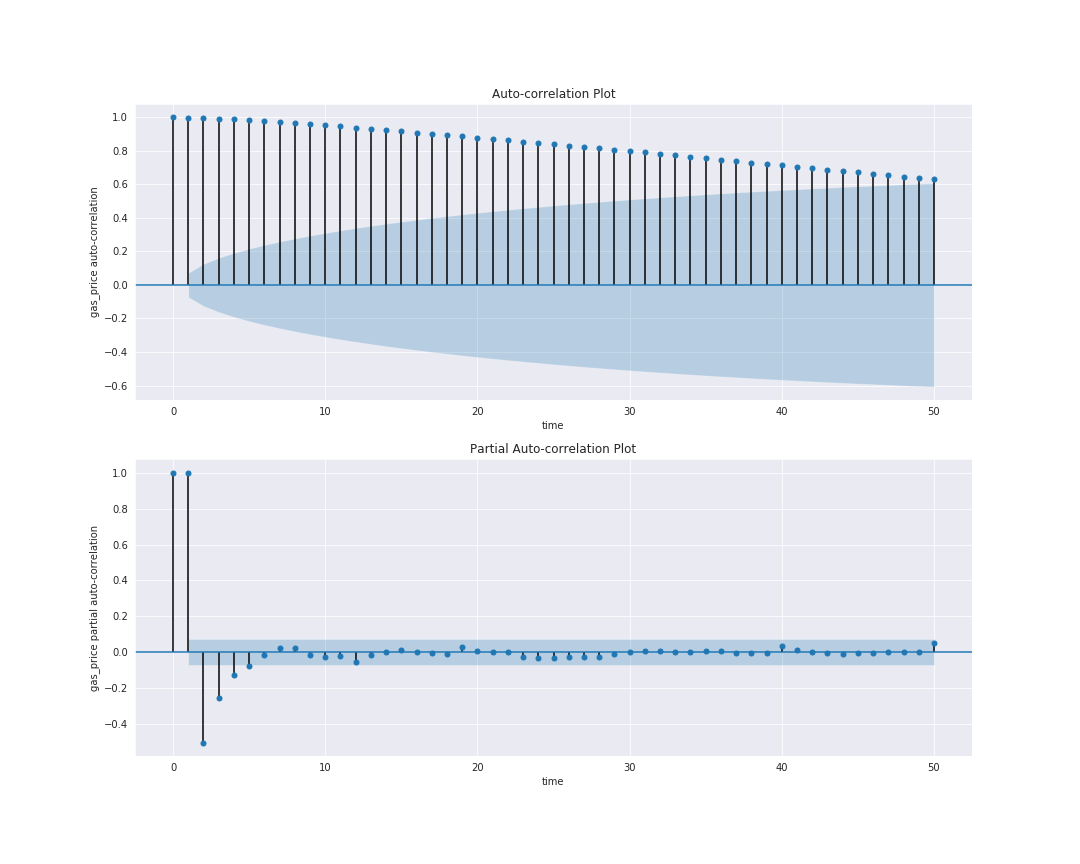 Auto-correlation Plot
1.0
0.8
0.6
0.4
0.2
0.0
−0.2
−0.4
−0.6
gas_price auto-correlation
0 10 20 30 40 50
time
Partial Auto-correlation Plot
1.0
0.8
0.6
0.4
0.2
0.0
−0.2
−0.4
gas_price partial auto-correlation
0 10 20 30 40 50
time